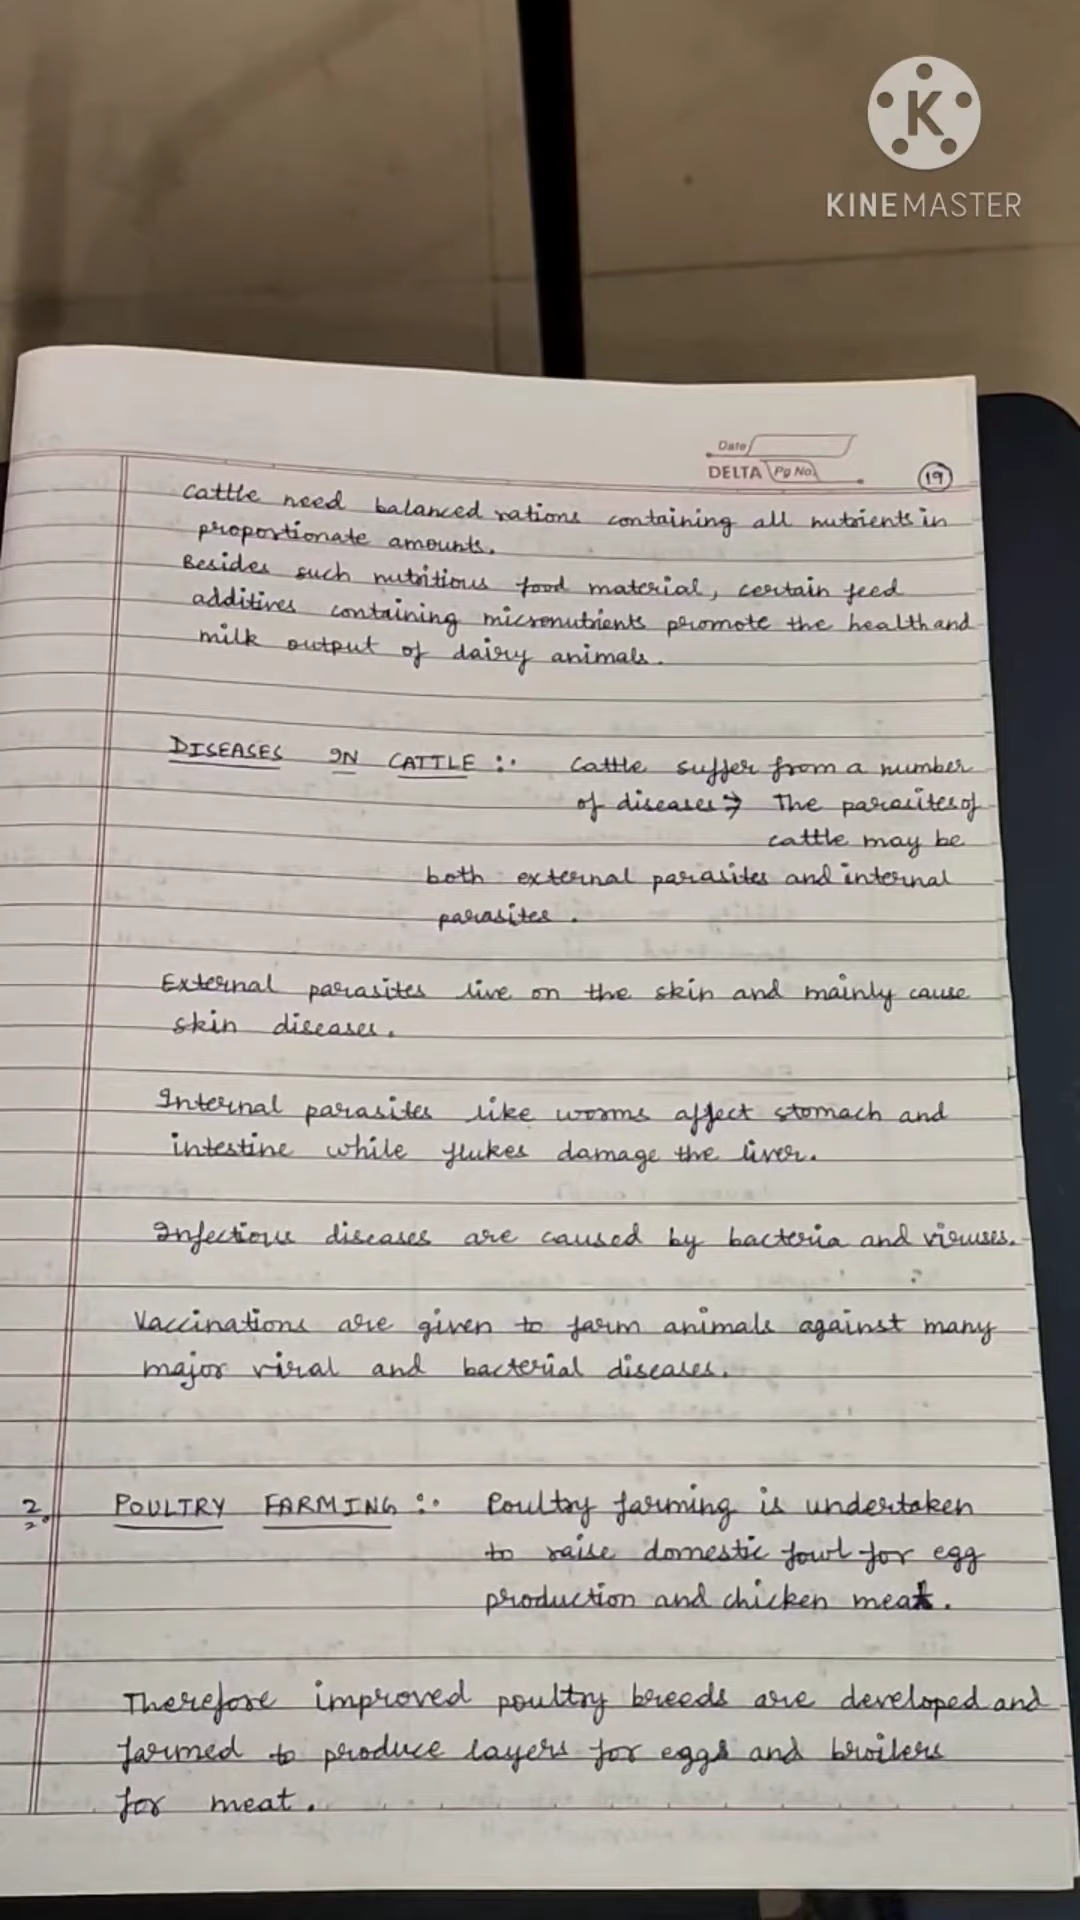 K
KINEMASTER
Date
DELTA Pg No.
19
Cattle need balanced rations containing all nutrients in
proportionate amounts.
Besides such nutritious food material, certain feed
additives containing micronutrients promote the health and
milk output of dairy animals.
DISEASES IN CATTLE :- Cattle suffer from a number
of diseases ⇒ The parasites of
cattle may be
both external parasites and internal
parasites.
External parasites live on the skin and mainly cause
skin diseases.
Internal parasites like worms affect stomach and
intestine while flukes damage the liver.
Infectious diseases are caused by bacteria and viruses.
Vaccinations are given to farm animals against many
major viral and bacterial diseases.
2. POULTRY FARMING :- Poultry farming is undertaken
to raise domestic fowl for egg
production and chicken meat.
Therefore improved poultry breeds are developed and
farmed to produce layers for eggs and broilers
for meat.